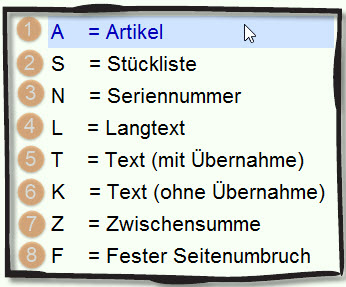 1 A = Artikel
2 S = Stückliste
3 N = Seriennummer
4 L = Langtext
5 T = Text (mit Übernahme)
6 K = Text (ohne Übernahme)
7 Z = Zwischensumme
8 F = Fester Seitenumbruch